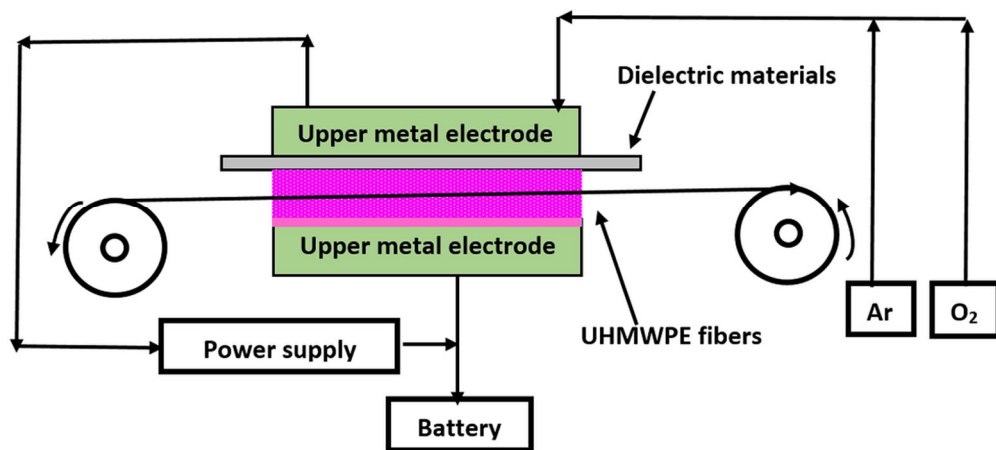 Dielectric materials
Upper metal electrode
Upper metal electrode
UHMWPE fibers
Ar
O₂
Power supply
Battery